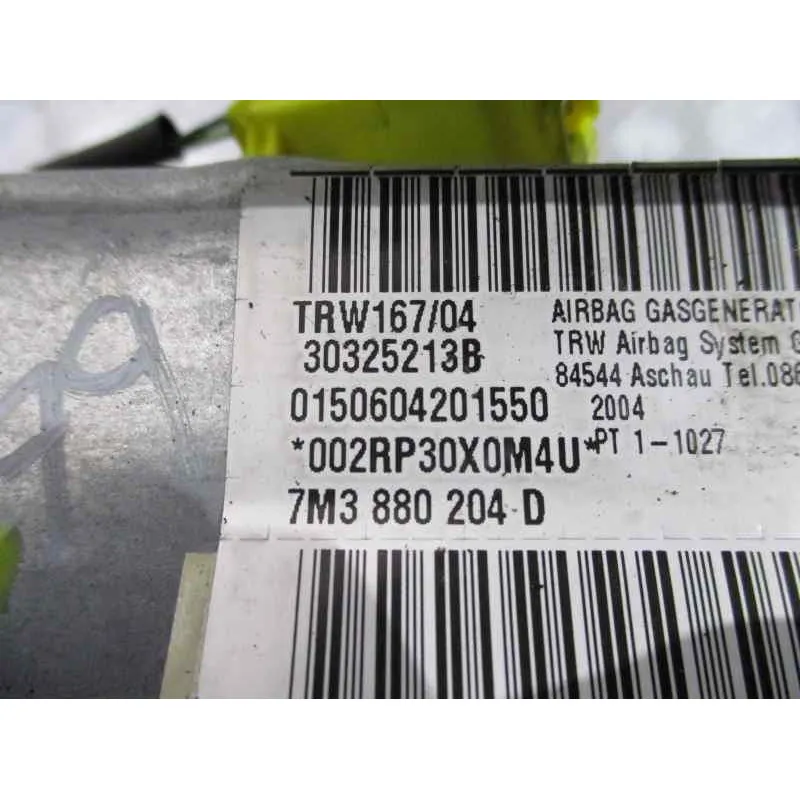 TRW167/04
30325213B
0150604201550
*002RP30X0M4U*
7M3 880 204 D
AIRBAG GASGENERAT
TRW Airbag System G
84544 Aschau Tel.086
2004
PT 1-1027
19